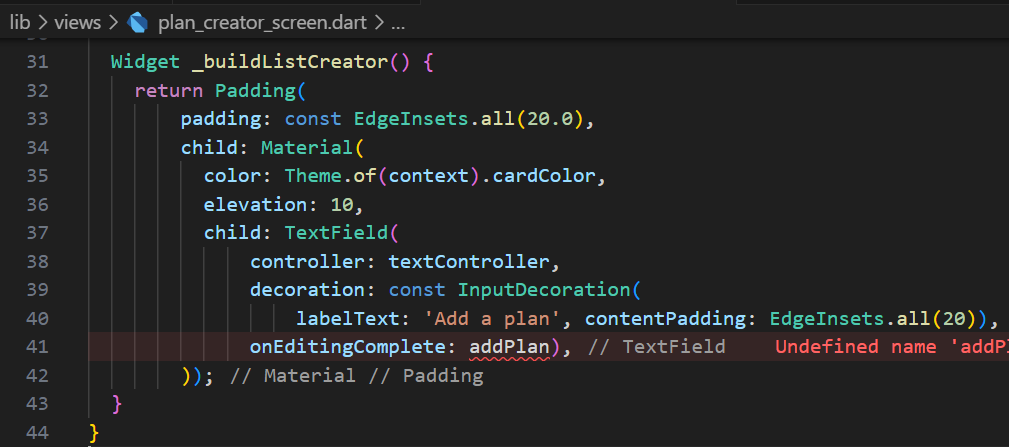 lib > views > plan_creator_screen.dart > ...
31 Widget _buildListCreator() {
32 return Padding(
33 padding: const EdgeInsets.all(20.0),
34 child: Material(
35 color: Theme.of(context).cardColor,
36 elevation: 10,
37 child: TextField(
38 controller: textController,
39 decoration: const InputDecoration(
40 labelText: 'Add a plan', contentPadding: EdgeInsets.all(20)),
41 onEditingComplete: addPlan), // TextField Undefined name 'addPl
42 )); // Material // Padding
43 }
44 }